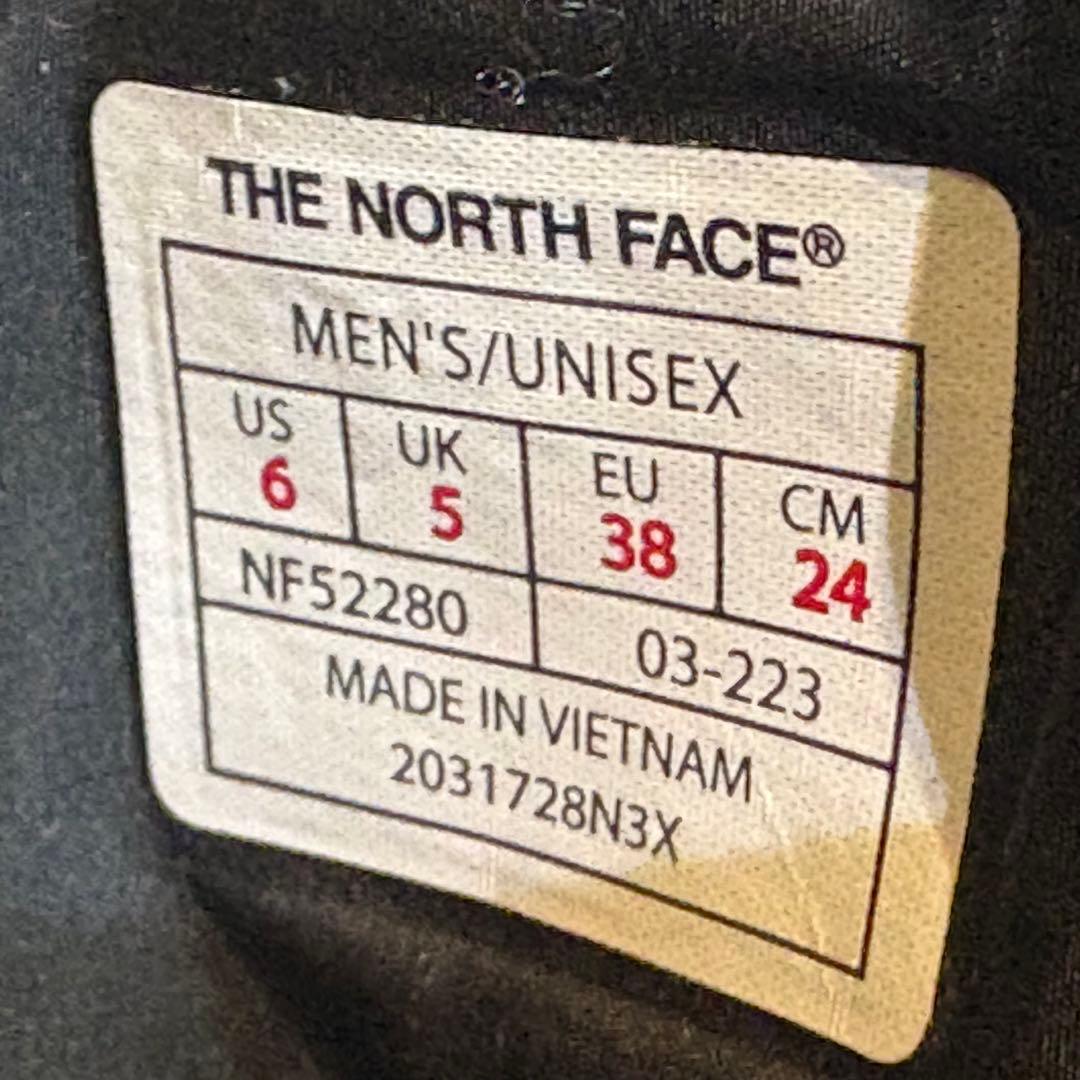 THE NORTH FACE®
MEN'S/UNISEX
US UK EU CM
6 5 38 24
NF52280 03-223
MADE IN VIETNAM
2031728N3X